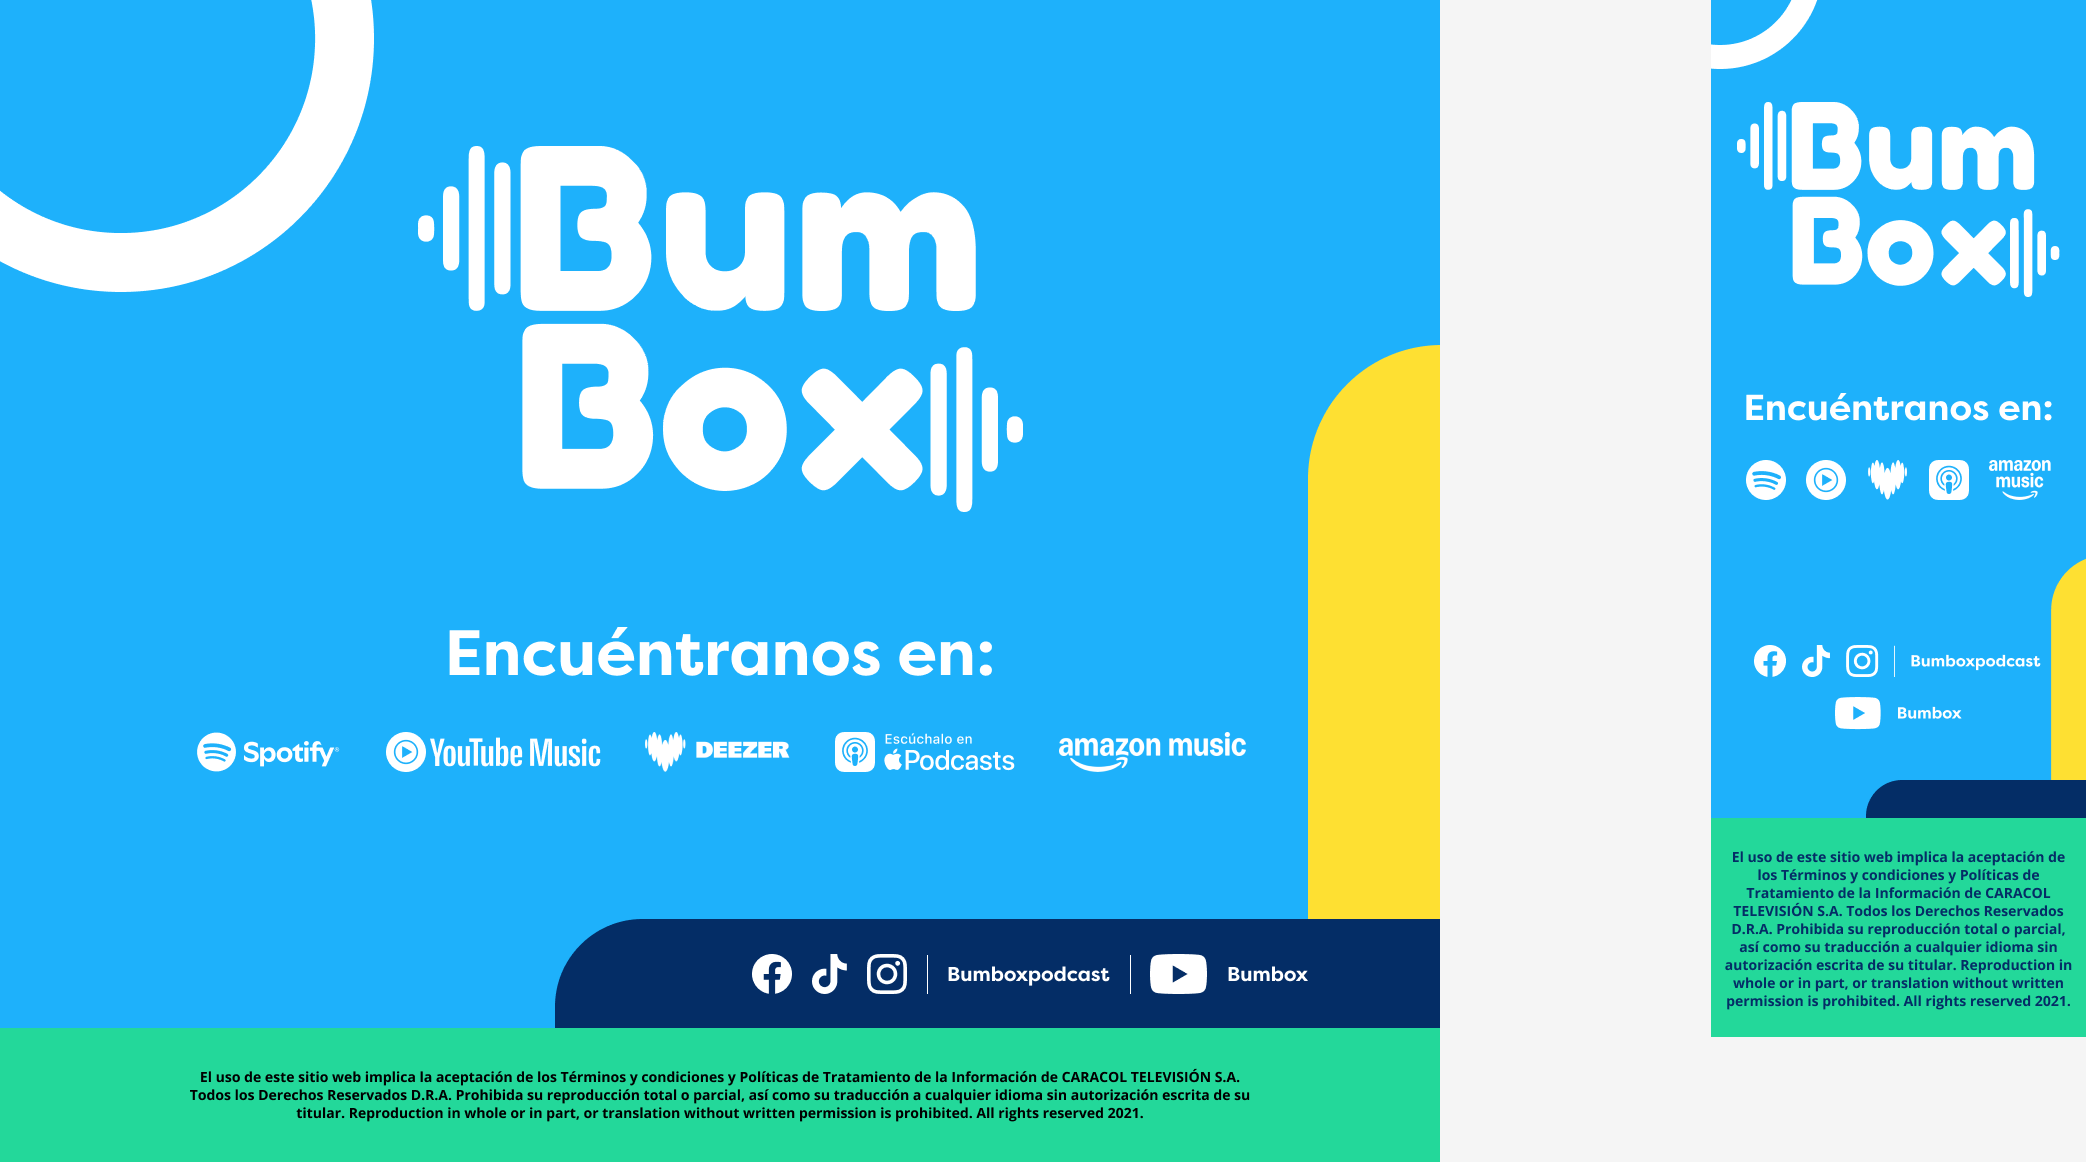 Bum
Box
Encuéntranos en:
Spotify®
YouTube Music
DEEZER
Escúchalo en
Podcasts
amazon music
Bumboxpodcast
Bumbox
El uso de este sitio web implica la aceptación de los Términos y condiciones y Políticas de Tratamiento de la Información de CARACOL TELEVISIÓN S.A.
Todos los Derechos Reservados D.R.A. Prohibida su reproducción total o parcial, así como su traducción a cualquier idioma sin autorización escrita de su
titular. Reproduction in whole or in part, or translation without written permission is prohibited. All rights reserved 2021.
Bum
Box
Encuéntranos en:
amazon
music
Bumboxpodcast
Bumbox
El uso de este sitio web implica la aceptación de
los Términos y condiciones y Políticas de
Tratamiento de la Información de CARACOL
TELEVISIÓN S.A. Todos los Derechos Reservados
D.R.A. Prohibida su reproducción total o parcial,
así como su traducción a cualquier idioma sin
autorización escrita de su titular. Reproduction in
whole or in part, or translation without written
permission is prohibited. All rights reserved 2021.